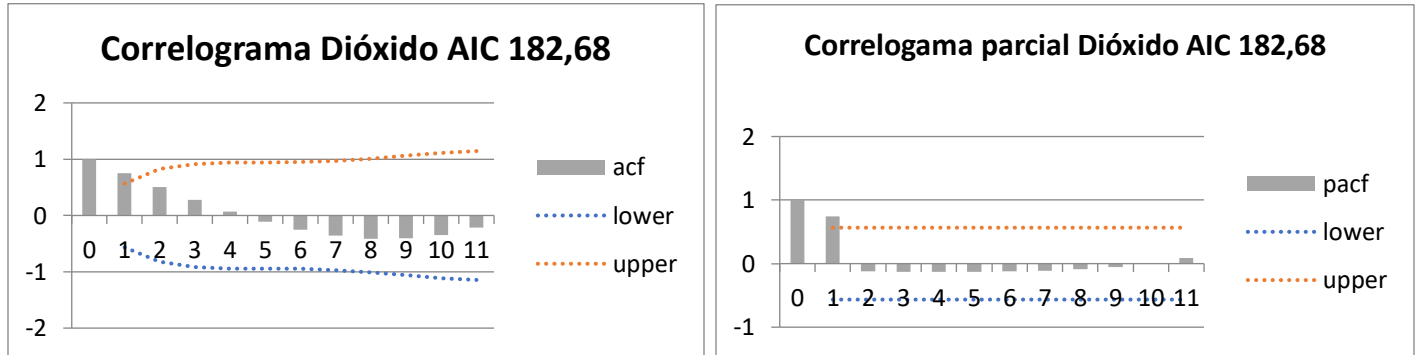 Correlograma Dióxido AIC 182,68
2
1
0
-1
-2
0 1 2 3 4 5 6 7 8 9 10 11
acf
lower
upper
Correlogama parcial Dióxido AIC 182,68
2
1
0
-1
0 1 2 3 4 5 6 7 8 9 10 11
pacf
lower
upper